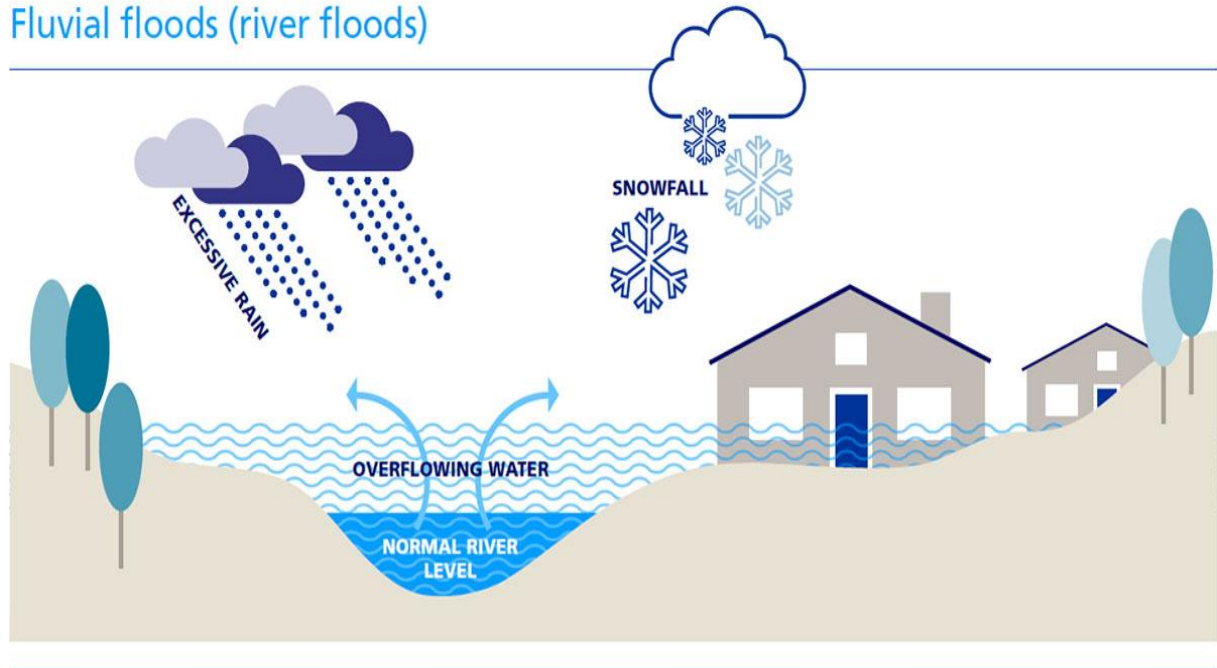 Fluvial floods (river floods)
EXCESSIVE RAIN
SNOWFALL
OVERFLOWING WATER
NORMAL RIVER
LEVEL